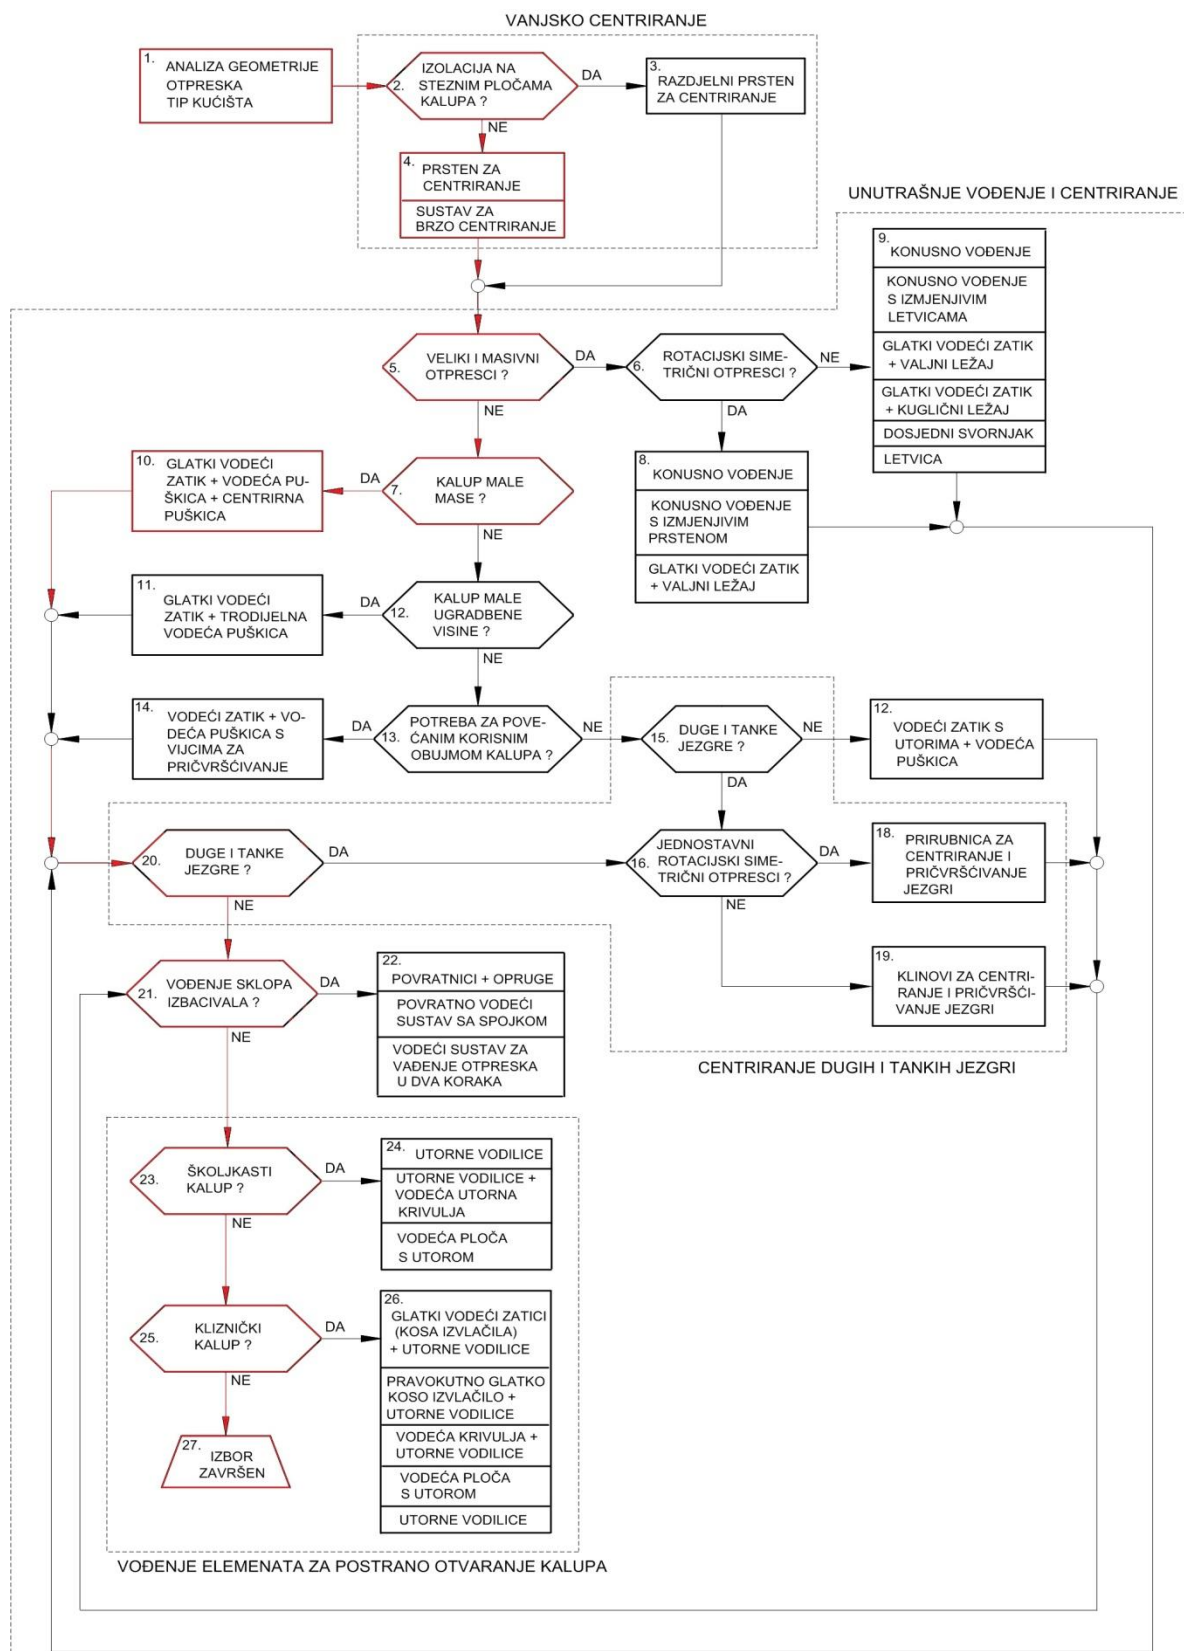 VANJSKO CENTRIRANJE
1. ANALIZA GEOMETRIJE
OTPRESKA
TIP KUĆIŠTA
IZOLACIJA NA
2. STEZNIM PLOČAMA
KALUPA ?
DA
NE
3. RAZDJELNI PRSTEN
ZA CENTRIRANJE
4. PRSTEN ZA
CENTRIRANJE
SUSTAV ZA
BRZO CENTRIRANJE
UNUTRAŠNJE VOĐENJE I CENTRIRANJE
5. VELIKI I MASIVNI
OTPRESCI ?
DA
NE
6. ROTACIJSKI SIME-
TRIČNI OTPRESCI ?
NE
DA
9.
KONUSNO VOĐENJE
KONUSNO VOĐENJE
S IZMJENJIVIM
LETVICAMA
GLATKI VODEĆI ZATIK
+ VALJNI LEŽAJ
GLATKI VODEĆI ZATIK
+ KUGLIČNI LEŽAJ
DOSJEDNI SVORNJAK
LETVICA
8.
KONUSNO VOĐENJE
KONUSNO VOĐENJE
S IZMJENJIVIM
PRSTENOM
GLATKI VODEĆI ZATIK
+ VALJNI LEŽAJ
7. KALUP MALE
MASE ?
DA
NE
10. GLATKI VODEĆI
ZATIK + VODEĆA PU-
ŠKICA + CENTRIRNA
PUŠKICA
12. KALUP MALE
UGRADBENE
VISINE ?
DA
NE
11. GLATKI VODEĆI
ZATIK + TRODIJELNA
VODEĆA PUŠKICA
13. POTREBA ZA POVE-
ĆANIM KORISNIM
OBUJMOM KALUPA ?
DA
NE
14. VODEĆI ZATIK + VO-
DEĆA PUŠKICA S
VIJCIMA ZA
PRIČVRŠĆIVANJE
15. DUGE I TANKE
JEZGRE ?
NE
DA
12. VODEĆI ZATIK S
UTORIMA + VODEĆA
PUŠKICA
20. DUGE I TANKE
JEZGRE ?
DA
NE
JEDNOSTAVNI
ROTACIJSKI SIME-
16. TRIČNI OTPRESCI ?
DA
NE
18. PRIRUBNICA ZA
CENTRIRANJE I
PRIČVRŠĆIVANJE
JEZGRI
19. KLINOVI ZA CENTRI-
RANJE I PRIČVRŠĆI-
VANJE JEZGRI
CENTRIRANJE DUGIH I TANKIH JEZGRI
21. VOĐENJE SKLOPA
IZBACIVALA ?
DA
NE
22.
POVRATNICI + OPRUGE
POVRATNO VODEĆI
SUSTAV SA SPOJKOM
VODEĆI SUSTAV ZA
VAĐENJE OTPRESKA
U DVA KORAKA
23. ŠKOLJKASTI
KALUP ?
DA
NE
24.
UTORNE VODILICE
UTORNE VODILICE +
VODEĆA UTORNA
KRIVULJA
VODEĆA PLOČA
S UTOROM
25. KLIZNIČKI
KALUP ?
DA
NE
26.
GLATKI VODEĆI ZATICI
(KOSA IZVLAČILA)
+ UTORNE VODILICE
PRAVOKUTNO GLATKO
KOSO IZVLAČILO +
UTORNE VODILICE
VODEĆA KRIVULJA +
UTORNE VODILICE
VODEĆA PLOČA
S UTOROM
UTORNE VODILICE
27. IZBOR
ZAVRŠEN
VOĐENJE ELEMENATA ZA POSTRANO OTVARANJE KALUPA